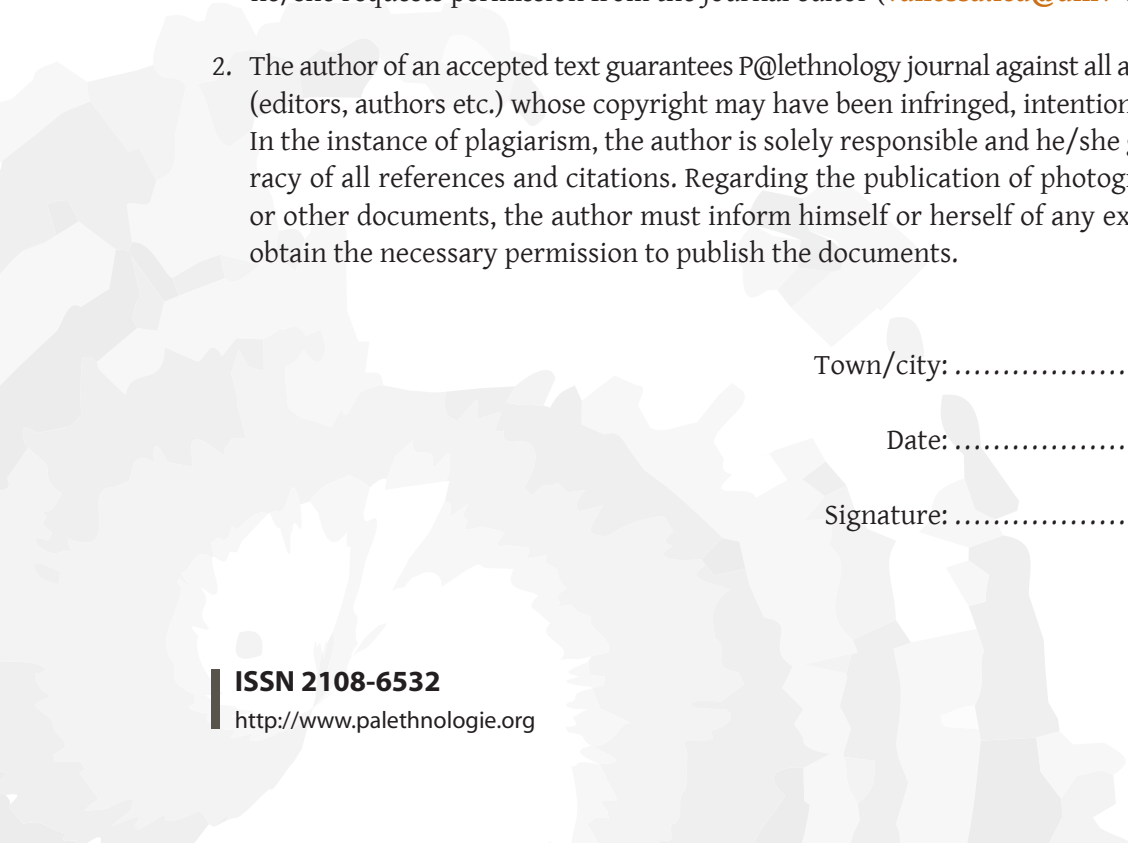 he/she requests permission from the journal editor (
2. The author of an accepted text guarantees P@lethnology journal against all a
(editors, authors etc.) whose copyright may have been infringed, intention
In the instance of plagiarism, the author is solely responsible and he/she
racy of all references and citations. Regarding the publication of photogr
or other documents, the author must inform himself or herself of any ex
obtain the necessary permission to publish the documents.
Town/city: ..................
Date: ..................
Signature: ..................
ISSN 2108-6532
http://www.palethnologie.org